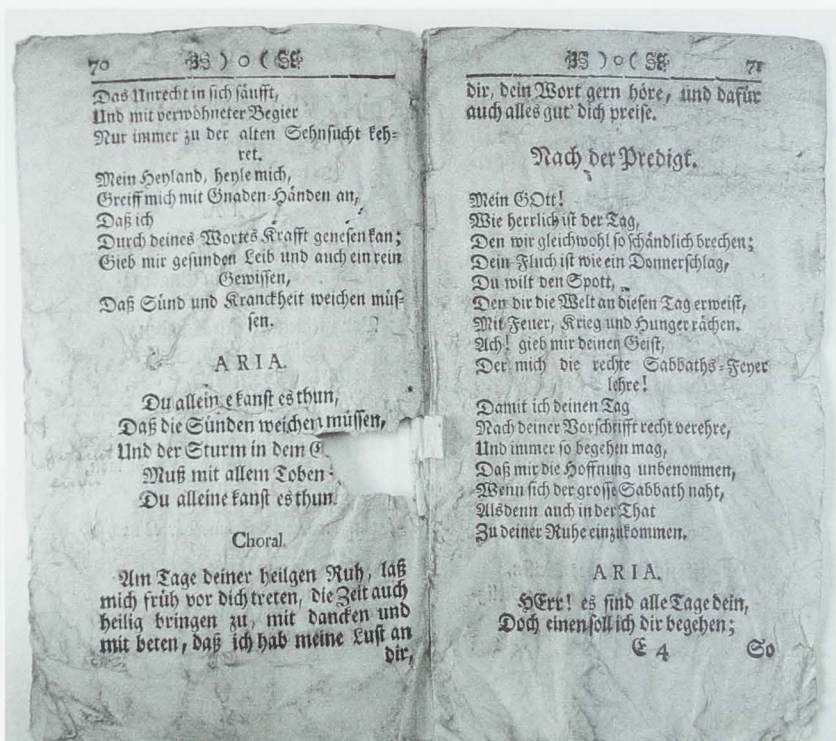 70 ) o (
Das Unrecht in sich säufft,
Und mit verwöhneter Begier
Nur immer zu der alten Sehnsucht keh=
ret.
Mein Heyland, heyle mich,
Greiff mich mit Gnaden=Händen an,
Daß ich
Durch deines Wortes Krafft genesen kan;
Gieb mir gesunden Leib und auch ein rein
Gewissen,
Daß Sünd und Kranckheit weichen müs=
sen.
ARIA.
Du alleine kanst es thun,
Daß die Sünden weichen müssen,
Und der Sturm in dem
Muß mit allem Toben
Du alleine kanst es thun.
Choral.
Am Tage deiner heilgen Ruh, laß
mich früh vor dich treten, die Zeit auch
heilig bringen zu, mit dancken und
mit beten, daß ich hab meine Lust an
dir,
) o ( 71
dir, dein Wort gern höre, und dafür
auch alles gut' dich preise.
Nach der Predigt.
Mein GOtt!
Wie herrlich ist der Tag,
Den wir gleichwohl so schändlich brechen;
Dein Fluch ist wie ein Donnerschlag,
Du wilt den Spott,
Den dir die Welt an diesen Tag erweist,
Mit Feuer, Krieg und Hunger rächen.
Ach! gieb mir deinen Geist,
Der mich die rechte Sabbaths=Feyer
lehre!
Damit ich deinen Tag
Nach deiner Vorschrifft recht verehre,
Und immer so begehen mag,
Daß mir die Hoffnung unbenommen,
Wenn sich der grosse Sabbath naht,
Alsdenn auch in der That
Zu deiner Ruhe einzukommen.
ARIA.
HErr! es sind alle Tage dein,
Doch einen soll ich dir begehen;
E 4 So